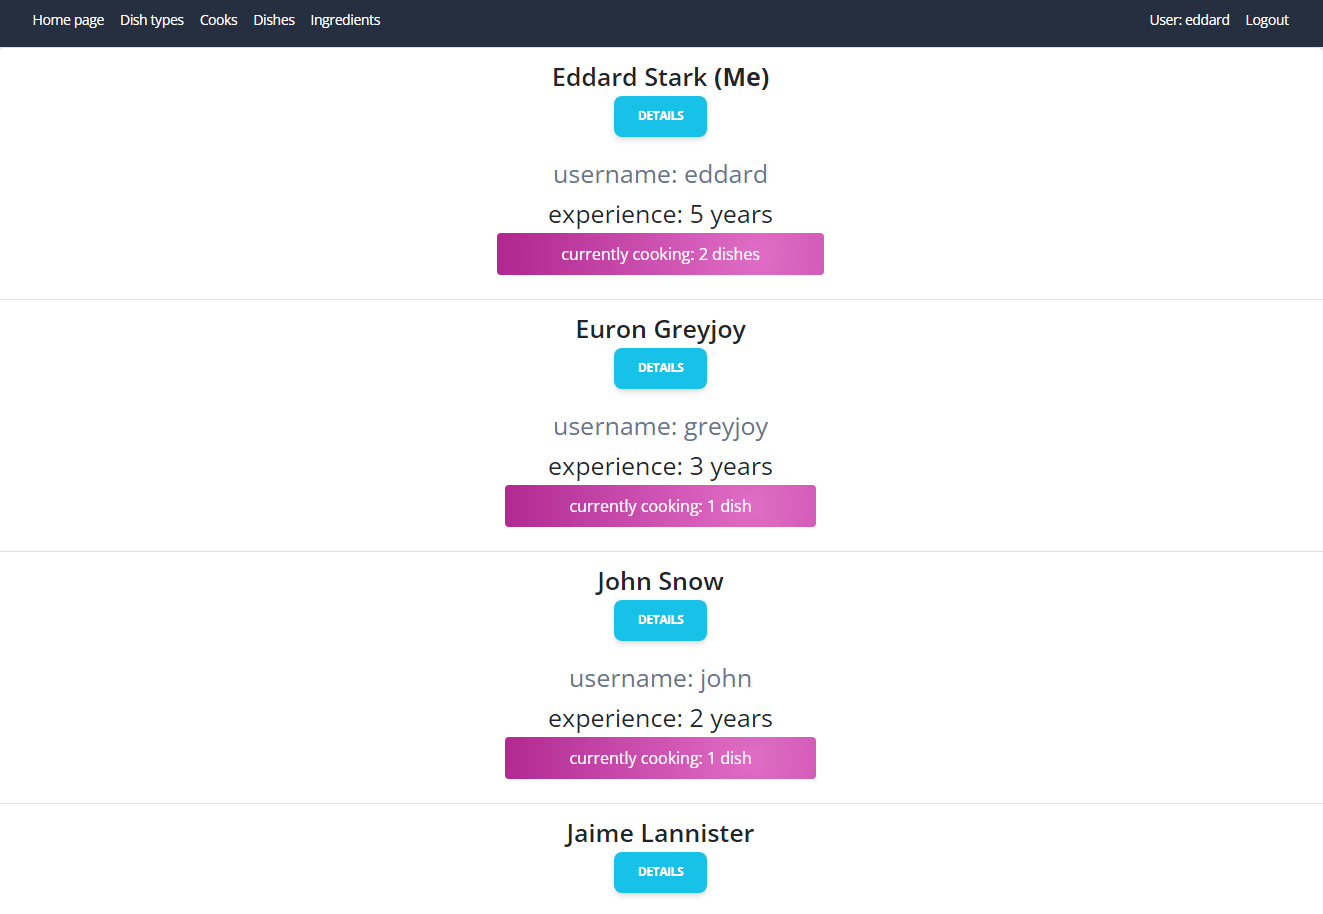 Home page Dish types Cooks Dishes Ingredients User: eddard Logout
Eddard Stark (Me)
DETAILS
username: eddard
experience: 5 years
currently cooking: 2 dishes
Euron Greyjoy
DETAILS
username: greyjoy
experience: 3 years
currently cooking: 1 dish
John Snow
DETAILS
username: john
experience: 2 years
currently cooking: 1 dish
Jaime Lannister
DETAILS